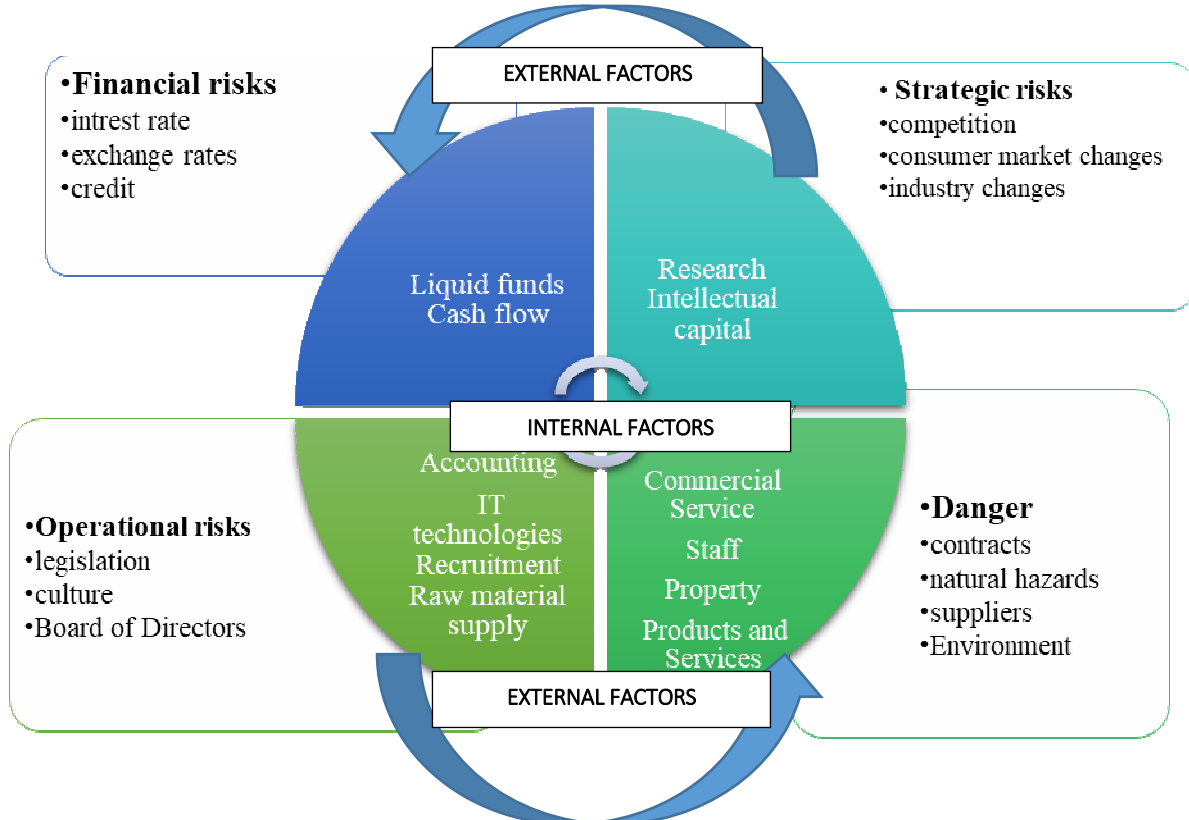 EXTERNAL FACTORS
•Financial risks
•intrest rate
•exchange rates
•credit
• Strategic risks
•competition
•consumer market changes
•industry changes
Liquid funds
Cash flow
Research
Intellectual
capital
INTERNAL FACTORS
•Operational risks
•legislation
•culture
•Board of Directors
Accounting
IT
technologies
Recruitment
Raw material
supply
Commercial
Service
Staff
Property
Products and
Services
•Danger
•contracts
•natural hazards
•suppliers
•Environment
EXTERNAL FACTORS